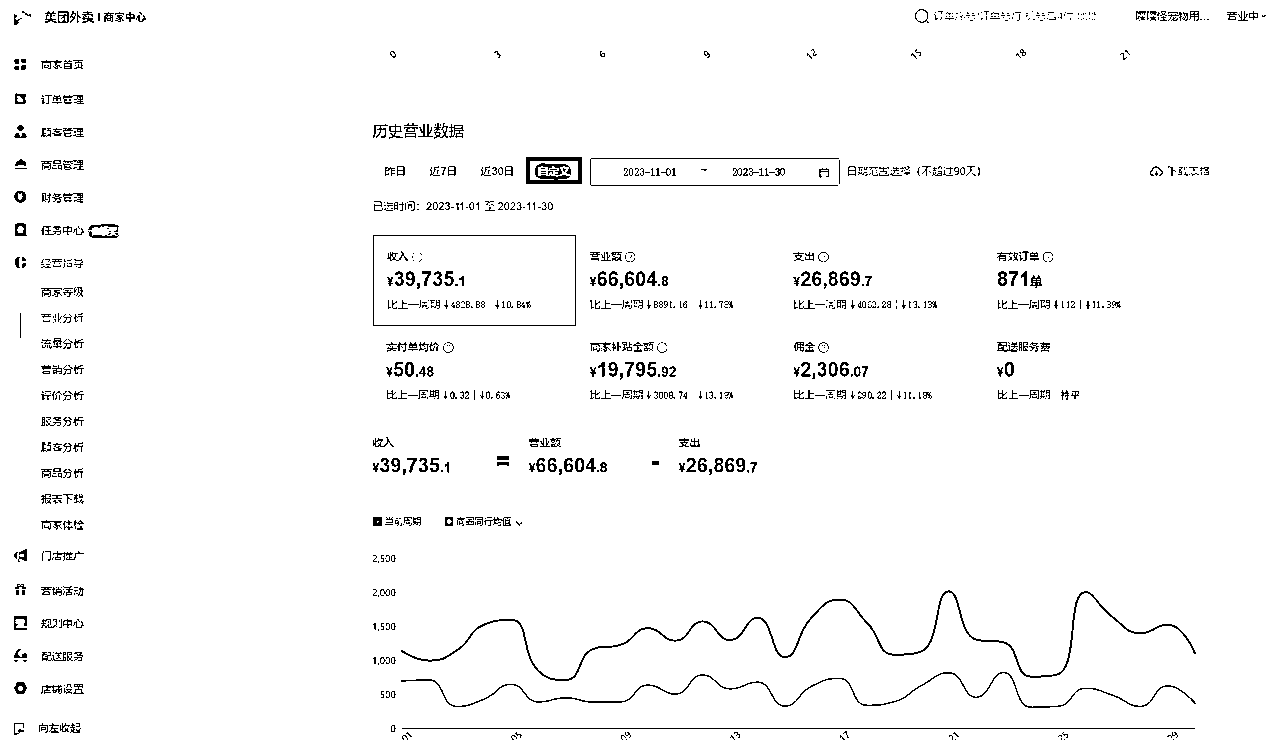 美团外卖 | 商家中心
营业中
商家首页
订单管理
顾客管理
商品管理
财务管理
任务中心
经营指导
商家等级
营业分析
流量分析
营销分析
评价分析
服务分析
顾客分析
商品分析
报表下载
商家体检
门店推广
营销活动
规则中心
配送服务
店铺设置
向左收起
0 3 6 9 12 15 18 21
历史营业数据
昨日 近7日 近30日 自定义 2023-11-01 ~ 2023-11-30 日期范围选择（不超过90天） 下载表格
已选时间：2023-11-01 至 2023-11-30
收入 营业额 支出 有效订单
¥39,735.1 ¥66,604.8 ¥26,869.7 871单
比上一周期 ↓4828.88 ↓10.84% 比上一周期 ↓8891.16 ↓11.78% 比上一周期 ↓4062.28 | ↓13.13% 比上一周期 ↓112 | ↓11.39%
实付单均价 商家补贴金额 佣金 配送服务费
¥50.48 ¥19,795.92 ¥2,306.07 ¥0
比上一周期 ↓0.32 | ↓0.63% 比上一周期 ↓3008.74 ↓13.19% 比上一周期 ↓290.22 | ↓11.18% 比上一周期 持平
收入 营业额 支出
¥39,735.1 = ¥66,604.8 - ¥26,869.7
当前周期 商圈同行均值
2,500
2,000
1,500
1,000
500
0
01 05 09 13 17 21 25 29